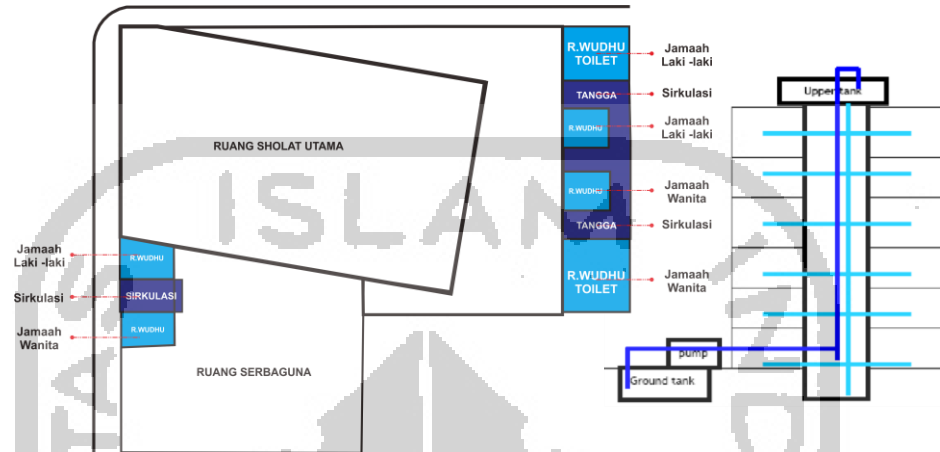 R.WUDHU
TOILET
Jamaah
Laki -laki
TANGGA
Sirkulasi
R.WUDHU
Jamaah
Laki -laki
RUANG SHOLAT UTAMA
R.WUDHU
Jamaah
Wanita
TANGGA
Sirkulasi
R.WUDHU
TOILET
Jamaah
Wanita
Jamaah
Laki -laki
R.WUDHU
Sirkulasi
SIRKULASI
Jamaah
Wanita
R.WUDHU
RUANG SERBAGUNA
Upper tank
pump
Ground tank
ISLAM